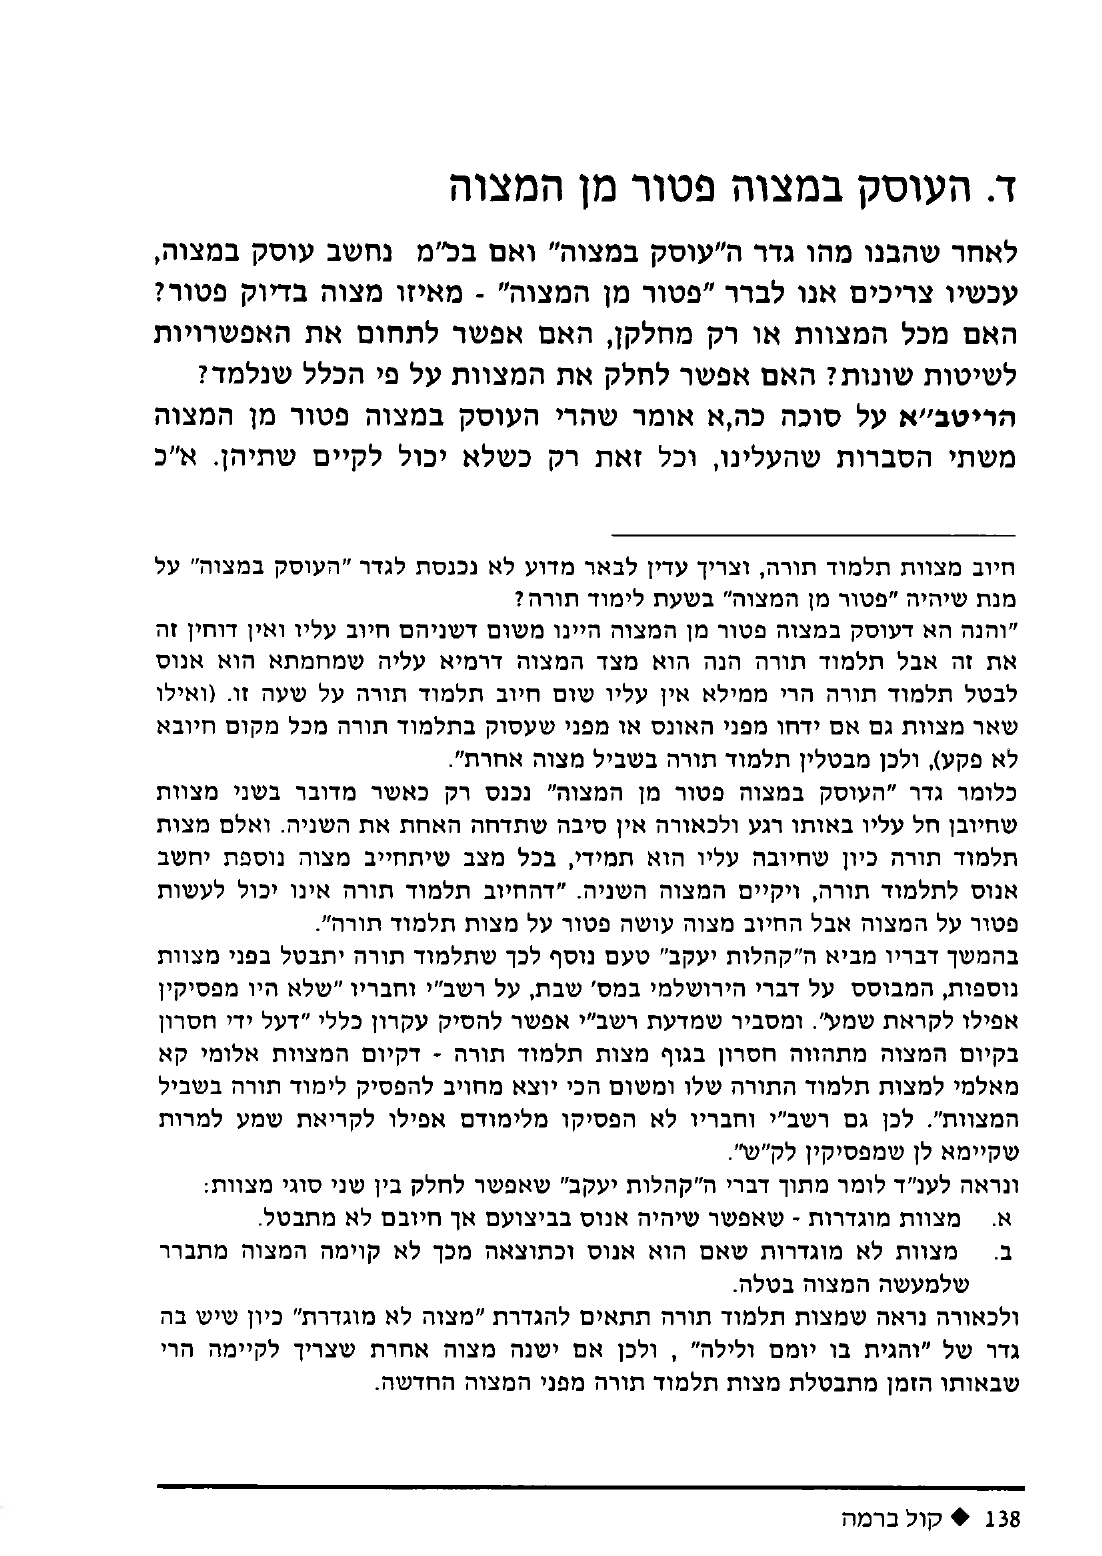 ד. העוסק במצוה פטור מן המצוה
לאחר שהבנו מהו גדר ה"עוסק במצוה" ואם בכ"מ נחשב עוסק במצוה,
עכשיו צריכים אנו לברר "פטור מן המצוה" - מאיזו מצוה בדיוק פטור?
האם מכל המצוות או רק מחלקן, האם אפשר לתחום את האפשרויות
לשיטות שונות? האם אפשר לחלק את המצוות על פי הכלל שנלמד?
הריטב"א על סוכה כה,א אומר שהרי העוסק במצוה פטור מן המצוה
משתי הסברות שהעלינו, וכל זאת רק כשלא יכול לקיים שתיהן. א"כ
חיוב מצוות תלמוד תורה, וצריך עדין לבאר מדוע לא נכנסת לגדר "העוסק במצוה" על
מנת שיהיה "פטור מן המצוה" בשעת לימוד תורה?
"והנה הא דעוסק במצוה פטור מן המצוה היינו משום דשניהם חיוב עליו ואין דוחין זה
את זה אבל תלמוד תורה הנה הוא מצד המצוה דרמיא עליה שמחמתא הוא אנוס
לבטל תלמוד תורה הרי ממילא אין עליו שום חיוב תלמוד תורה על שעה זו. (ואילו
שאר מצוות גם אם ידחו מפני האונס או מפני שעסוק בתלמוד תורה מכל מקום חיובא
לא פקע), ולכן מבטלין תלמוד תורה בשביל מצוה אחרת".
כלומר גדר "העוסק במצוה פטור מן המצוה" נכנס רק כאשר מדובר בשני מצוות
שחיובן חל עליו באותו רגע ולכאורה אין סיבה שתדחה האחת את השניה. ואלם מצות
תלמוד תורה כיון שחיובה עליו הוא תמידי, בכל מצב שיתחייב מצוה נוספת יחשב
אנוס לתלמוד תורה, ויקיים המצוה השניה. "דהחיוב תלמוד תורה אינו יכול לעשות
פטור על המצוה אבל החיוב מצוה עושה פטור על מצות תלמוד תורה".
בהמשך דבריו מביא ה"קהלות יעקב" טעם נוסף לכך שתלמוד תורה יתבטל בפני מצוות
נוספות, המבוסס על דברי הירושלמי במס' שבת, על רשב"י וחבריו "שלא היו מפסיקין
אפילו לקראת שמע". ומסביר שמדעת רשב"י אפשר להסיק עקרון כללי "דעל ידי חסרון
בקיום המצוה מתהווה חסרון בגוף מצות תלמוד תורה - דקיום המצוות אלומי קא
מאלמי למצות תלמוד התורה שלו ומשום הכי יוצא מחויב להפסיק לימוד תורה בשביל
המצוות". לכן גם רשב"י וחבריו לא הפסיקו מלימודם אפילו לקריאת שמע למרות
שקיימא לן שמפסיקין לק"ש".
ונראה לענ"ד לומר מתוך דברי ה"קהלות יעקב" שאפשר לחלק בין שני סוגי מצוות:
א. מצוות מוגדרות - שאפשר שיהיה אנוס בביצועם אך חיובם לא מתבטל.
ב. מצוות לא מוגדרות שאם הוא אנוס וכתוצאה מכך לא קוימה המצוה מתברר
שלמעשה המצוה בטלה.
ולכאורה נראה שמצות תלמוד תורה תתאים להגדרת "מצוה לא מוגדרת" כיון שיש בה
גדר של "והגית בו יומם ולילה" , ולכן אם ישנה מצוה אחרת שצריך לקיימה הרי
שבאותו הזמן מתבטלת מצות תלמוד תורה מפני המצוה החדשה.
138 ◆ קול ברמה